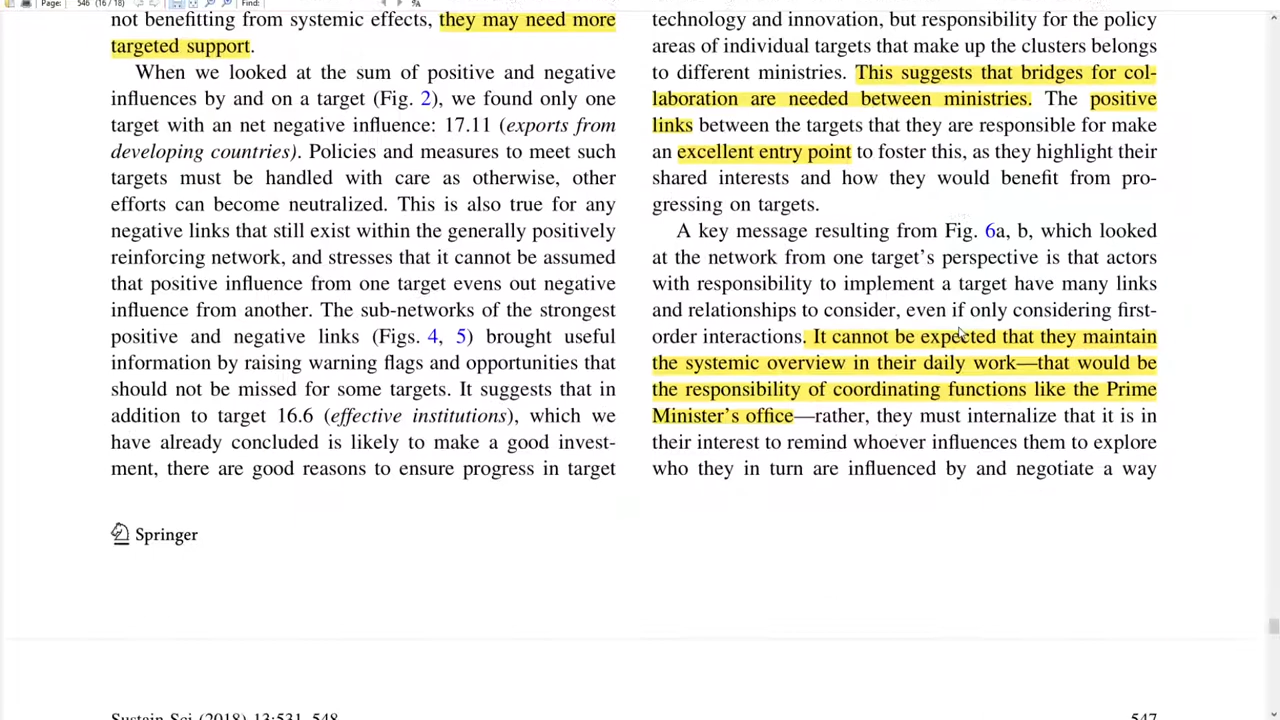 Page: 546 (16 / 18) Find:
not benefitting from systemic effects, they may need more
targeted support.
When we looked at the sum of positive and negative
influences by and on a target (Fig. 2), we found only one
target with an net negative influence: 17.11 (exports from
developing countries). Policies and measures to meet such
targets must be handled with care as otherwise, other
efforts can become neutralized. This is also true for any
negative links that still exist within the generally positively
reinforcing network, and stresses that it cannot be assumed
that positive influence from one target evens out negative
influence from another. The sub-networks of the strongest
positive and negative links (Figs. 4, 5) brought useful
information by raising warning flags and opportunities that
should not be missed for some targets. It suggests that in
addition to target 16.6 (effective institutions), which we
have already concluded is likely to make a good invest-
ment, there are good reasons to ensure progress in target
technology and innovation, but responsibility for the policy
areas of individual targets that make up the clusters belongs
to different ministries. This suggests that bridges for col-
laboration are needed between ministries. The positive
links between the targets that they are responsible for make
an excellent entry point to foster this, as they highlight their
shared interests and how they would benefit from pro-
gressing on targets.
A key message resulting from Fig. 6a, b, which looked
at the network from one target's perspective is that actors
with responsibility to implement a target have many links
and relationships to consider, even if only considering first-
order interactions. It cannot be expected that they maintain
the systemic overview in their daily work—that would be
the responsibility of coordinating functions like the Prime
Minister's office—rather, they must internalize that it is in
their interest to remind whoever influences them to explore
who they in turn are influenced by and negotiate a way
Springer
Sustain Sci (2018) 13:531–548
547